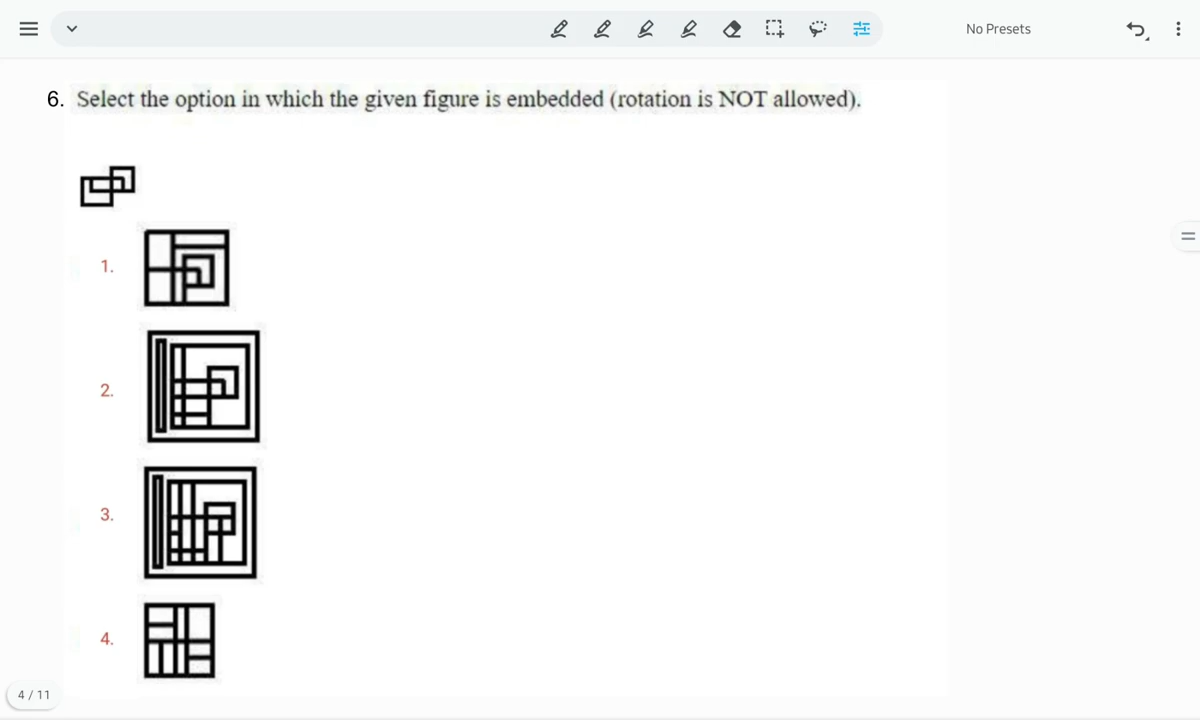 No Presets
6. Select the option in which the given figure is embedded (rotation is NOT allowed).
1.
2.
3.
4.
4 / 11